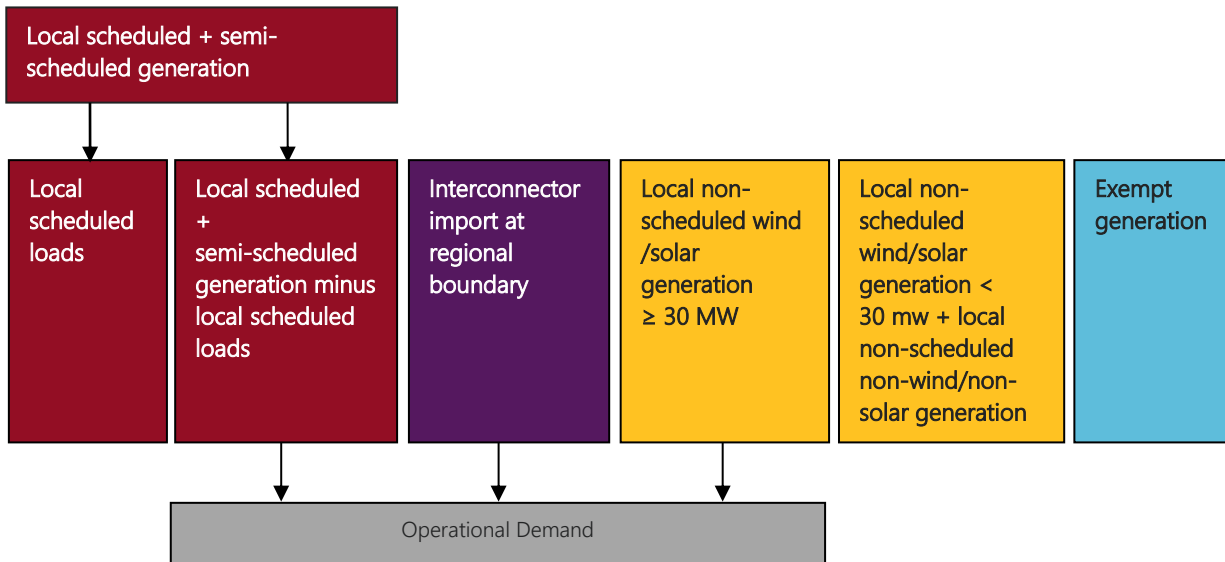 Local scheduled + semi-
scheduled generation
Local
scheduled
loads
Local scheduled
+
semi-scheduled
generation minus
local scheduled
loads
Interconnector
import at
regional
boundary
Local non-
scheduled wind
/solar
generation
≥ 30 MW
Local non-
scheduled
wind/solar
generation <
30 mw + local
non-scheduled
non-wind/non-
solar generation
Exempt
generation
Operational Demand